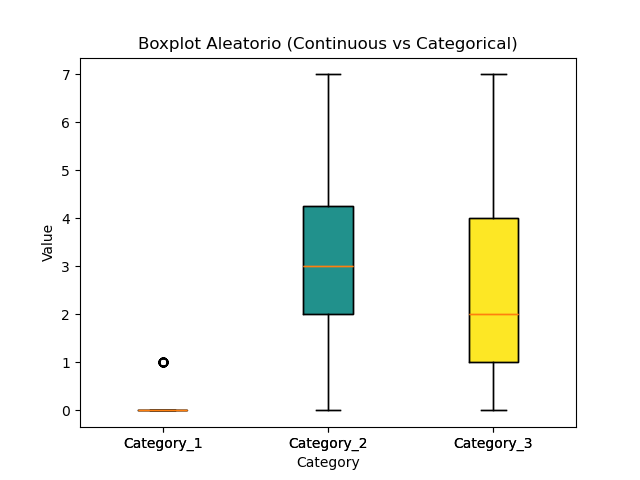 Boxplot Aleatorio (Continuous vs Categorical)
Value
7
6
5
4
3
2
1
0
Category_1 Category_2 Category_3
Category